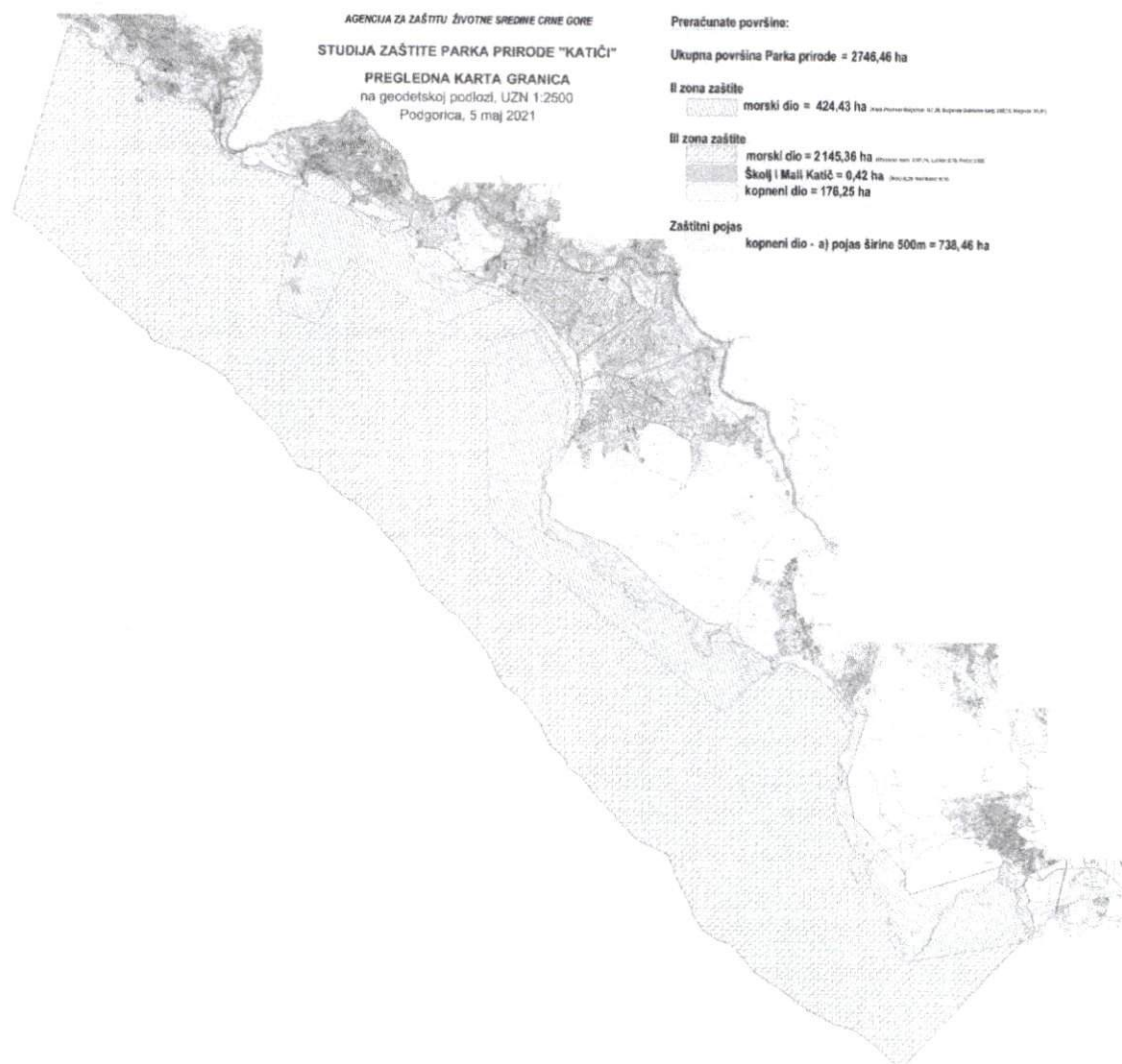 AGENCIJA ZA ZAŠTITU ŽIVOTNE SREDINE CRNE GORE
STUDIJA ZAŠTITE PARKA PRIRODE "KATIČI"
PREGLEDNA KARTA GRANICA
na geodetskoj podlozi, UZN 1:2500
Podgorica, 5 maj 2021
Preračunate površine:
Ukupna površina Parka prirode = 2746,46 ha
II zona zaštite
morski dio = 424,43 ha
III zona zaštite
morski dio = 2145,36 ha
Školj i Mali Katič = 0,42 ha
kopneni dio = 176,25 ha
Zaštitni pojas
kopneni dio - a) pojas širine 500m = 738,46 ha